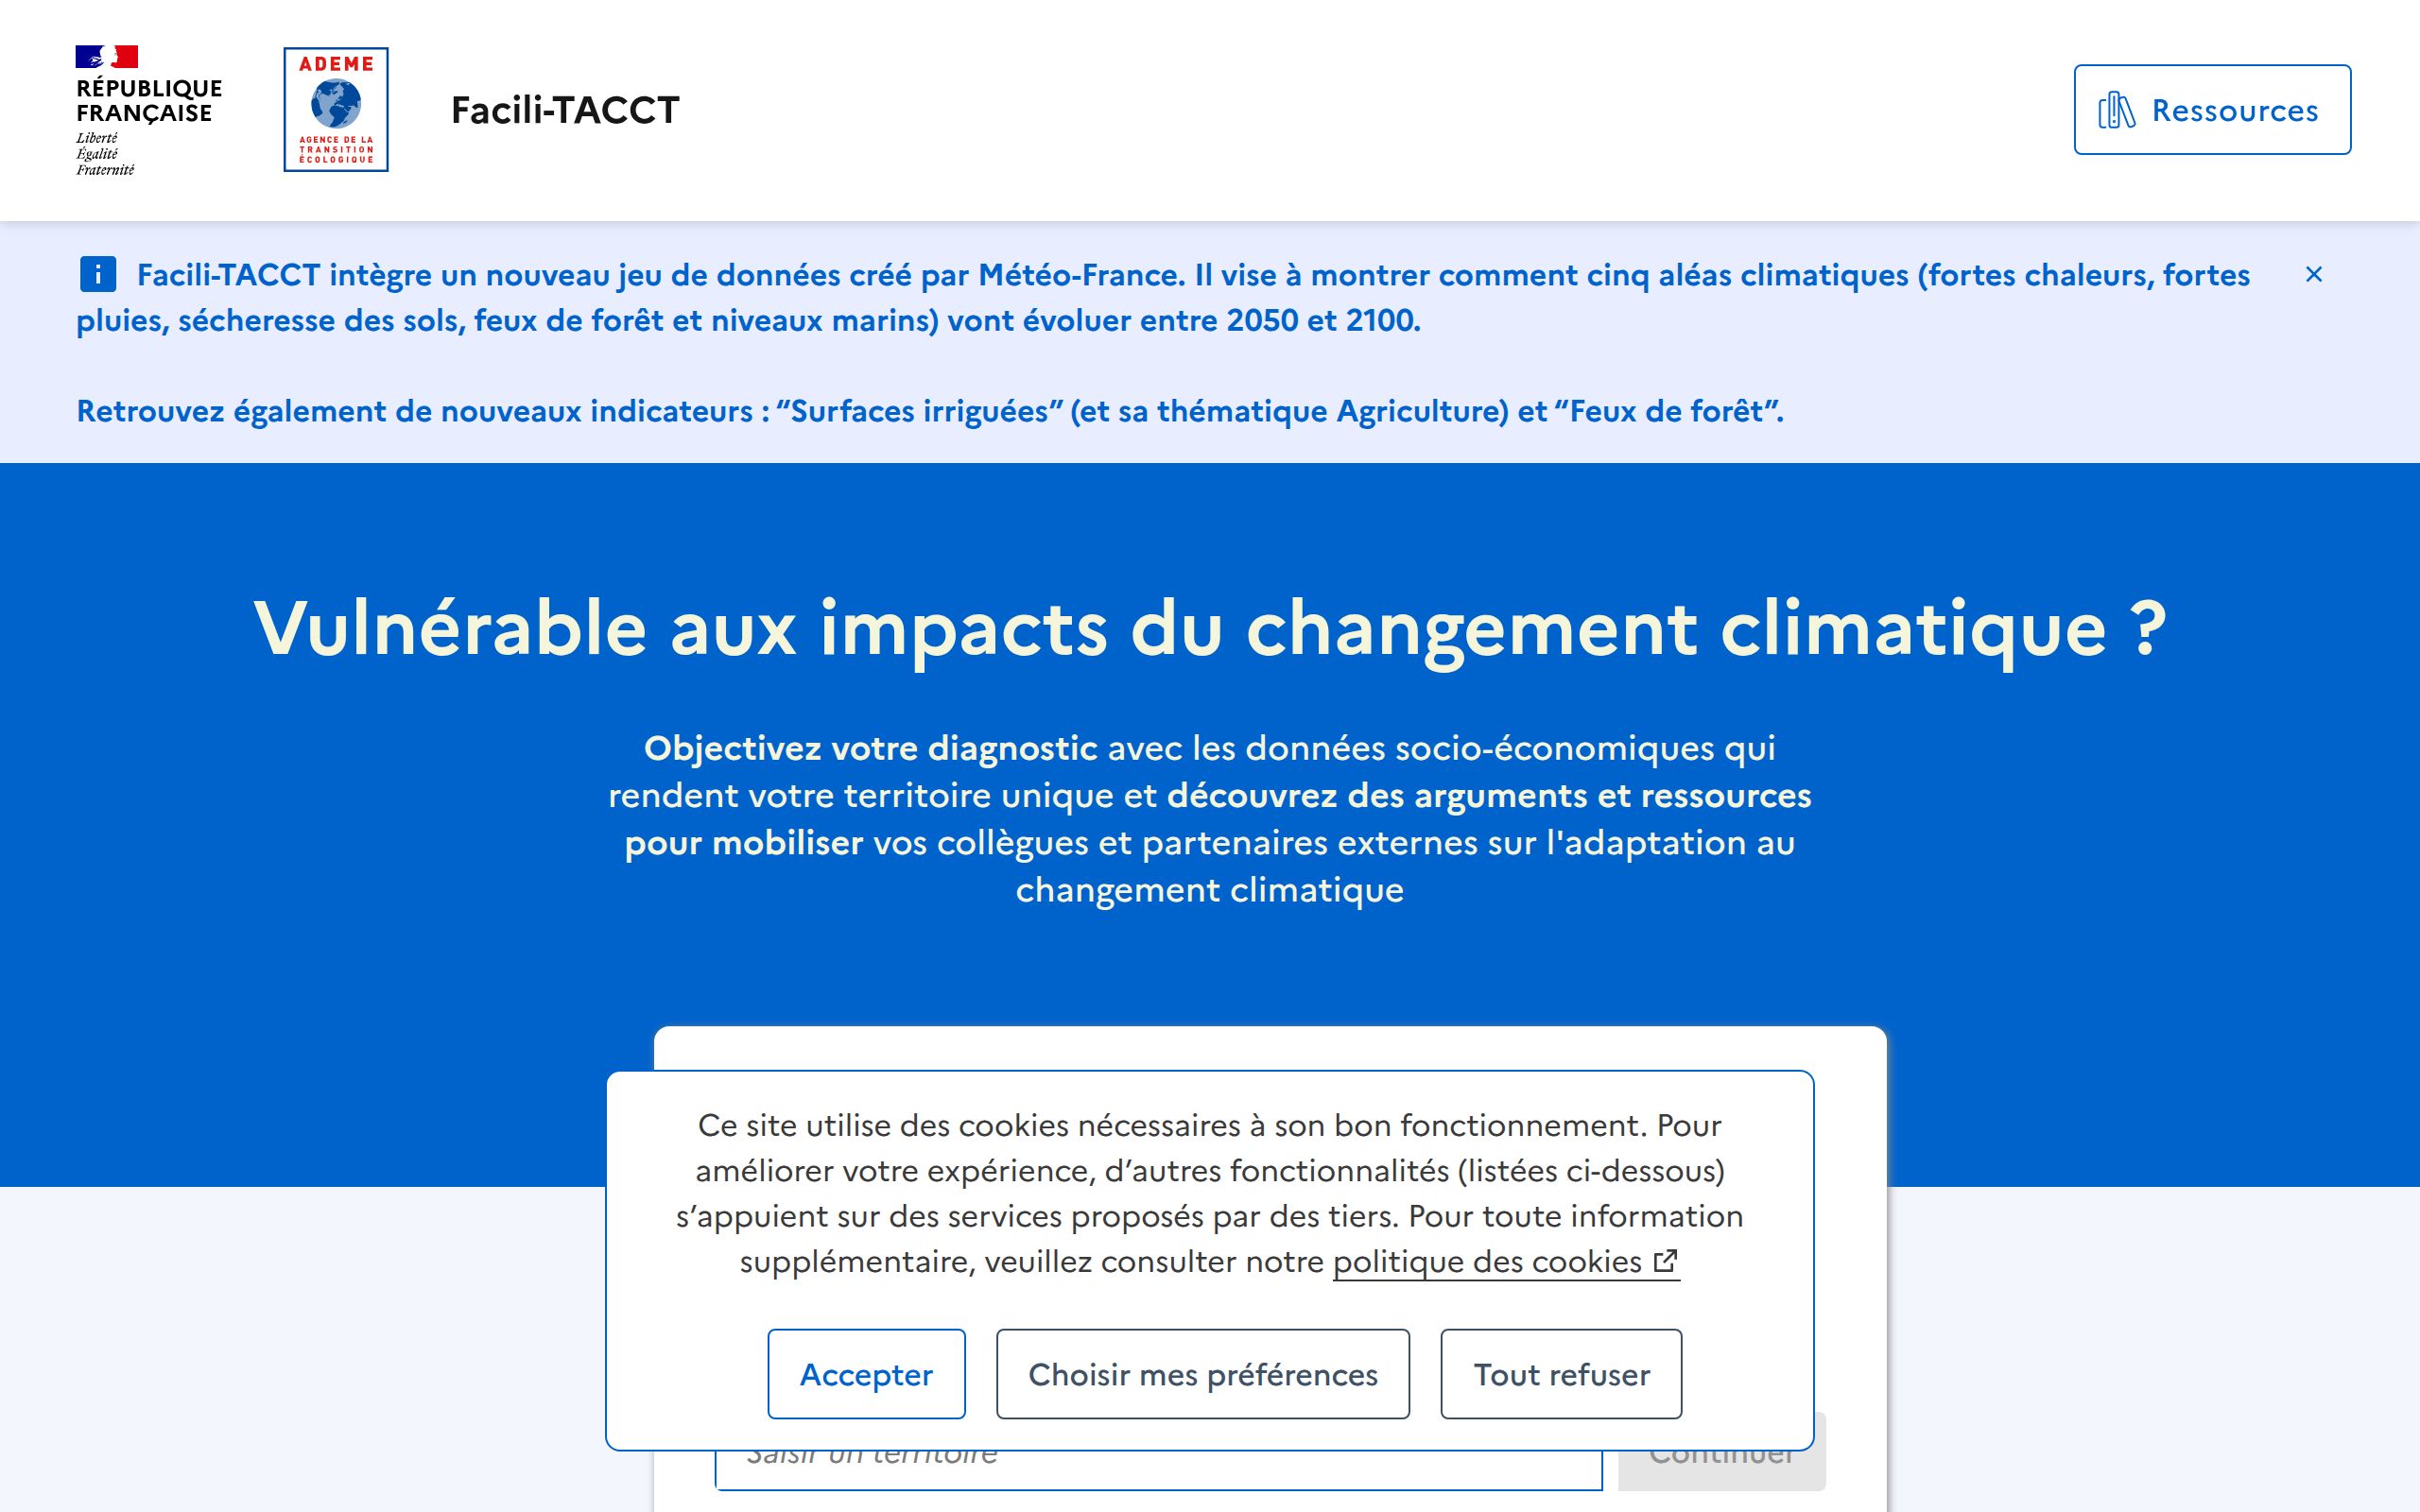 RÉPUBLIQUE
FRANÇAISE
Liberté
Égalité
Fraternité
ADEME
AGENCE DE LA
TRANSITION
ÉCOLOGIQUE
Facili-TACCT
Ressources
Facili-TACCT intègre un nouveau jeu de données créé par Météo-France. Il vise à montrer comment cinq aléas climatiques (fortes chaleurs, fortes
pluies, sécheresse des sols, feux de forêt et niveaux marins) vont évoluer entre 2050 et 2100.
Retrouvez également de nouveaux indicateurs : “Surfaces irriguées” (et sa thématique Agriculture) et “Feux de forêt”.
Vulnérable aux impacts du changement climatique ?
Objectivez votre diagnostic avec les données socio-économiques qui
rendent votre territoire unique et découvrez des arguments et ressources
pour mobiliser vos collègues et partenaires externes sur l'adaptation au
changement climatique
Ce site utilise des cookies nécessaires à son bon fonctionnement. Pour
améliorer votre expérience, d’autres fonctionnalités (listées ci-dessous)
s’appuient sur des services proposés par des tiers. Pour toute information
supplémentaire, veuillez consulter notre politique des cookies
Accepter
Choisir mes préférences
Tout refuser
Saisir un territoire
Continuer